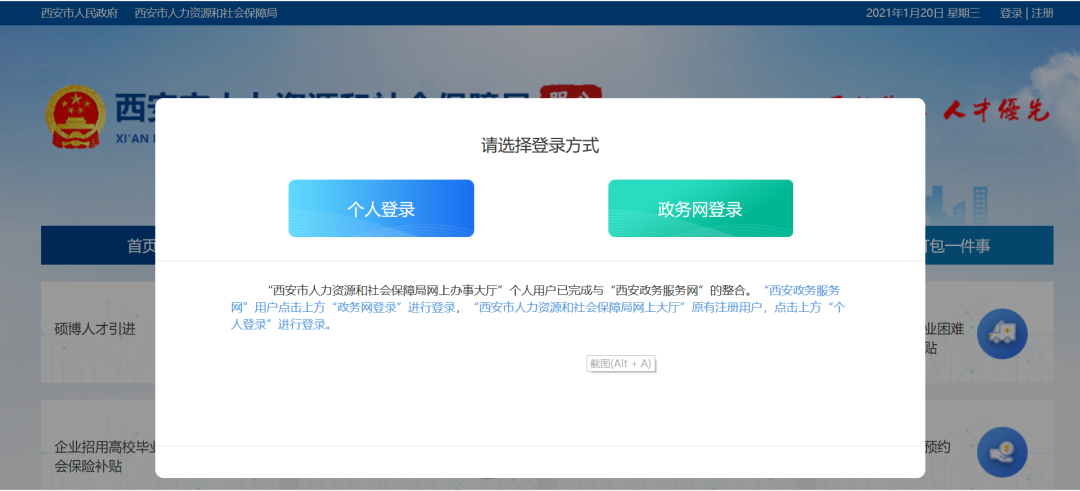 西安市人民政府 西安市人力资源和社会保障局 2021年1月20日 星期三 登录 | 注册
人才優先
XI'AN
请选择登录方式
个人登录 政务网登录
首页 打包一件事
“西安市人力资源和社会保障局网上办事大厅”个人用户已完成与“西安政务服务网”的整合。“西安政务服务
网”用户点击上方“政务网登录”进行登录，“西安市人力资源和社会保障局网上大厅”原有注册用户，点击上方“个
人登录”进行登录。
硕博人才引进 业困难
贴
截图(Alt + A)
企业招用高校毕业 预约
会保险补贴